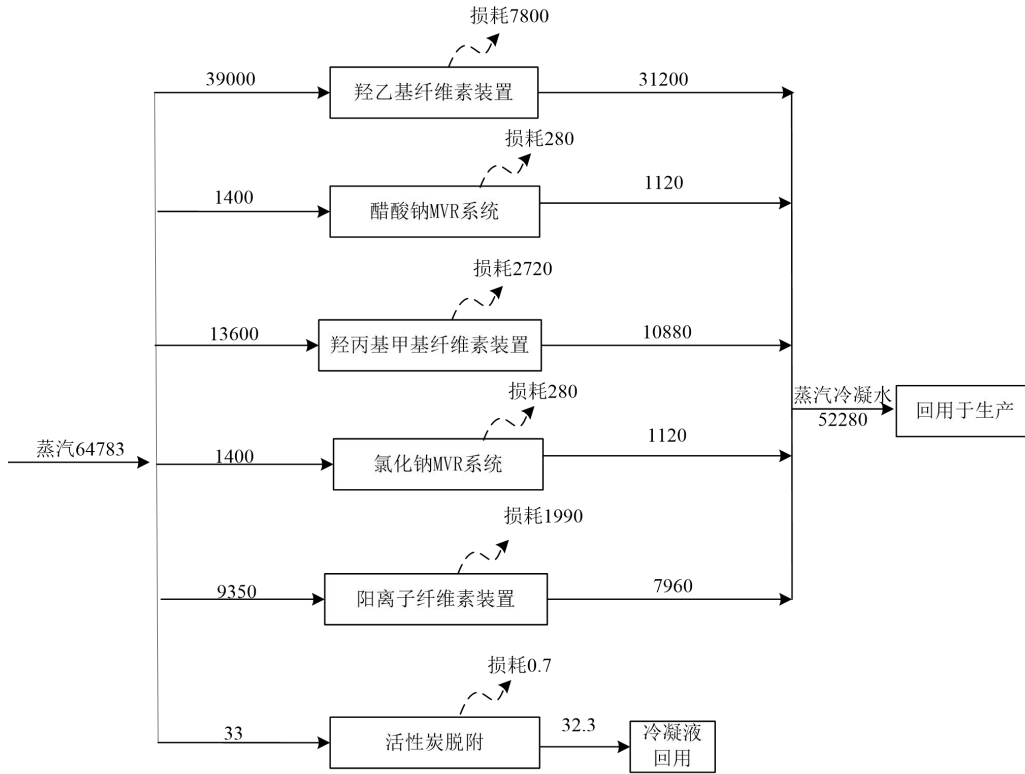 损耗7800
39000
羟乙基纤维素装置
31200
损耗280
1400
醋酸钠MVR系统
1120
损耗2720
13600
羟丙基甲基纤维素装置
10880
蒸汽冷凝水
52280
回用于生产
损耗280
蒸汽64783
1400
氯化钠MVR系统
1120
损耗1990
9350
阳离子纤维素装置
7960
损耗0.7
33
活性炭脱附
32.3
冷凝液
回用